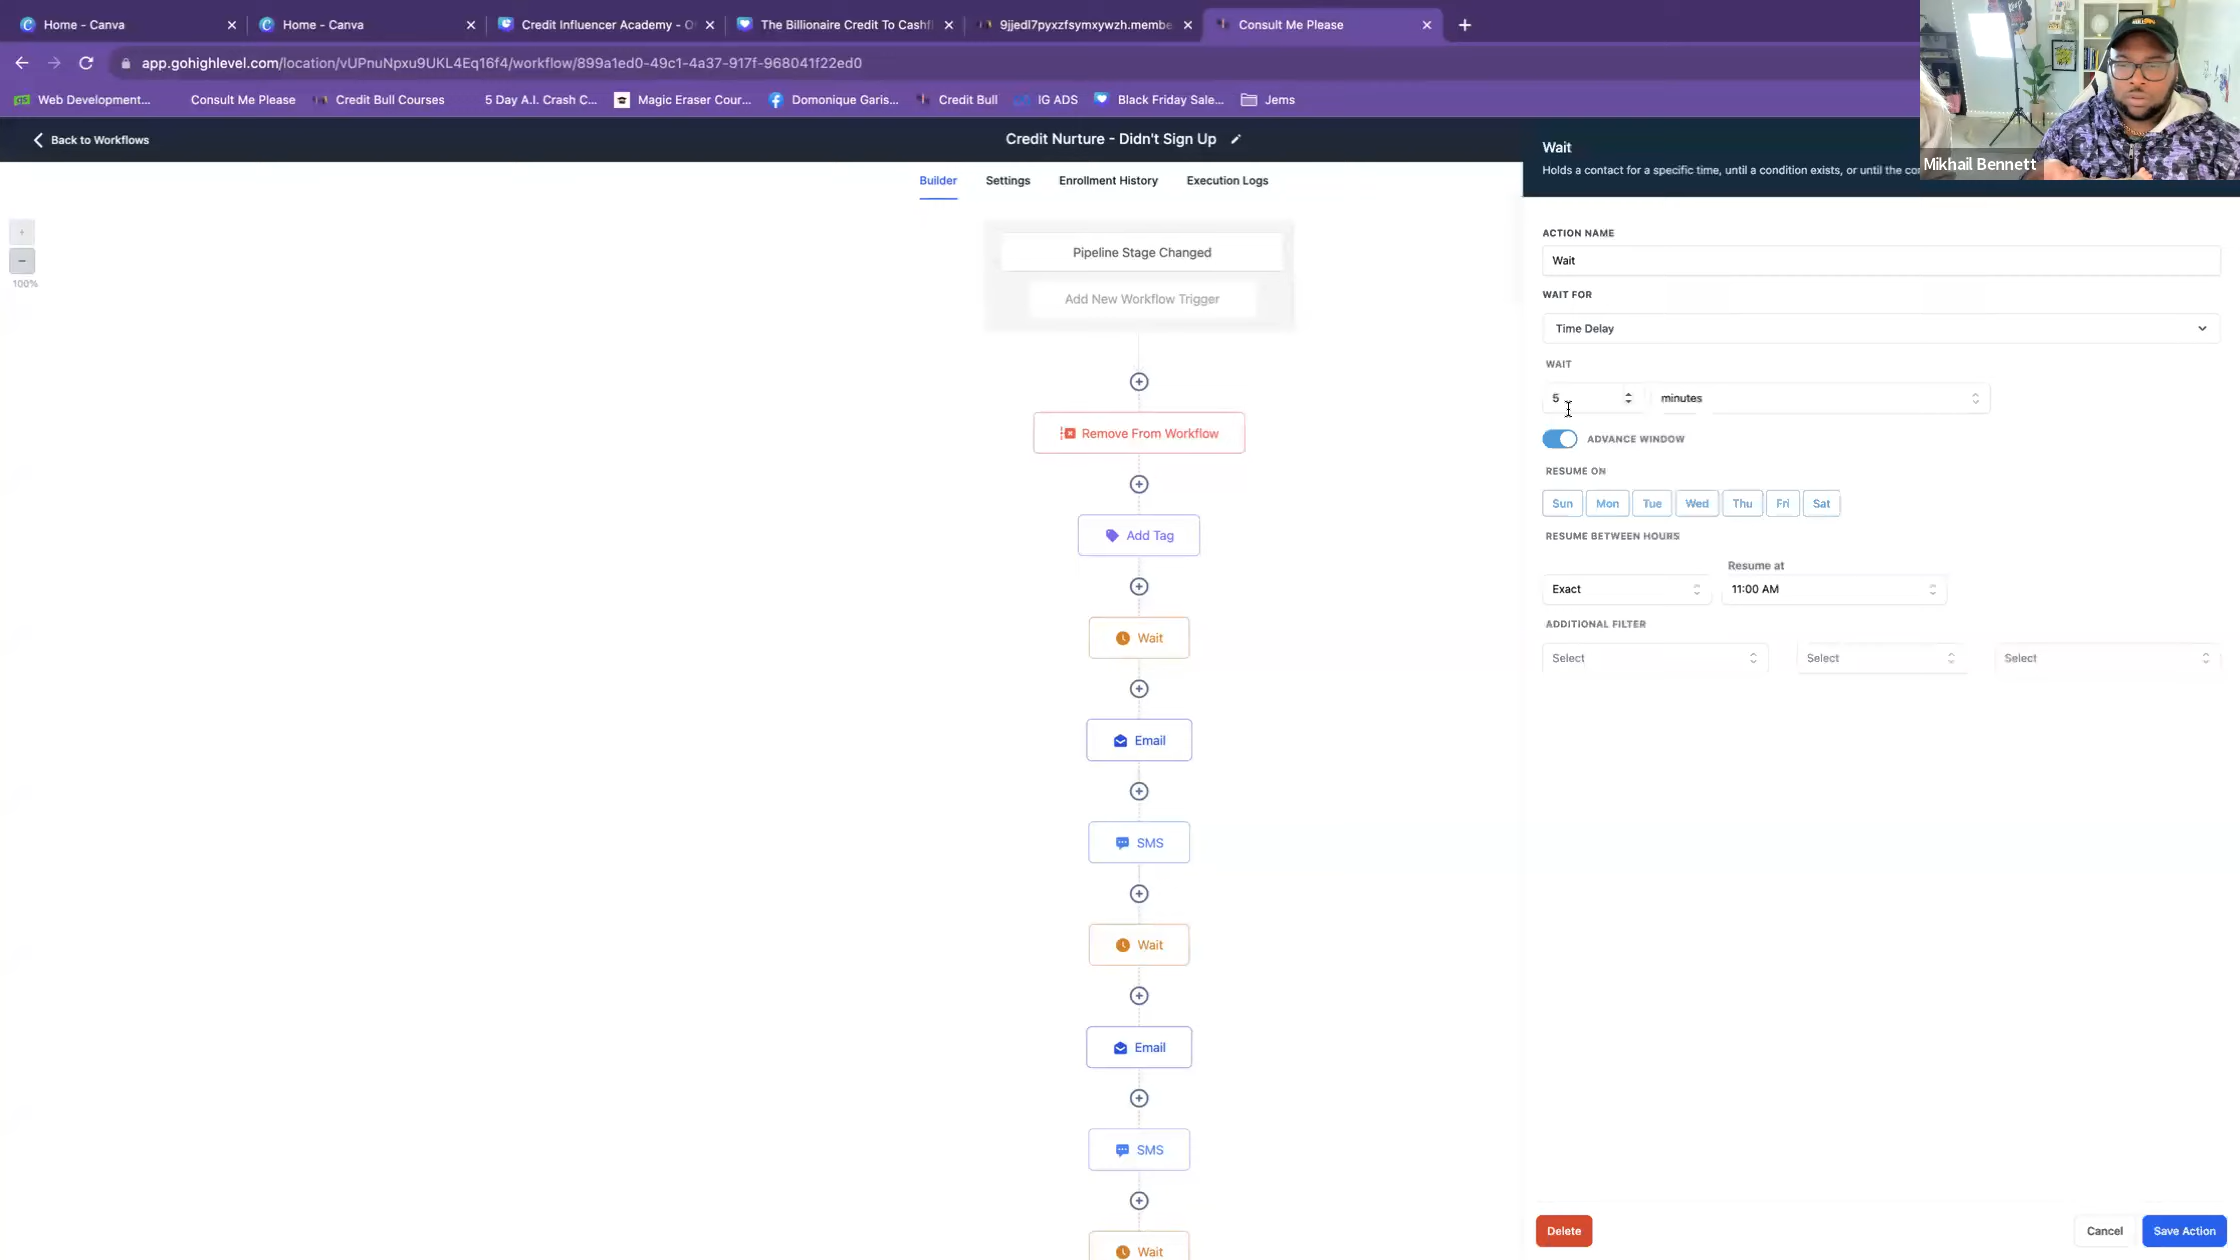 Home - Canva
Home - Canva
Credit Influencer Academy - O
The Billionaire Credit To Cashfl
9jjedl7pyxzfsymxywzh.membe
Consult Me Please
app.gohighlevel.com/location/vUPnuNpxu9UKL4Eq16f4/workflow/899a1ed0-49c1-4a37-917f-968041f22ed0
Web Development...
Consult Me Please
Credit Bull Courses
5 Day A.I. Crash C...
Magic Eraser Cour...
Domonique Garis...
Credit Bull
IG ADS
Black Friday Sale...
Jems
Mikhail Bennett
Back to Workflows
Credit Nurture - Didn't Sign Up
Builder
Settings
Enrollment History
Execution Logs
+
−
100%
Pipeline Stage Changed
Add New Workflow Trigger
Remove From Workflow
Add Tag
Wait
Email
SMS
Wait
Email
SMS
Wait
Wait
Holds a contact for a specific time, until a condition exists, or until the co
ACTION NAME
Wait
WAIT FOR
Time Delay
WAIT
5 minutes
ADVANCE WINDOW
RESUME ON
Sun Mon Tue Wed Thu Fri Sat
RESUME BETWEEN HOURS
Resume at
Exact 11:00 AM
ADDITIONAL FILTER
Select Select Select
Delete Cancel Save Action